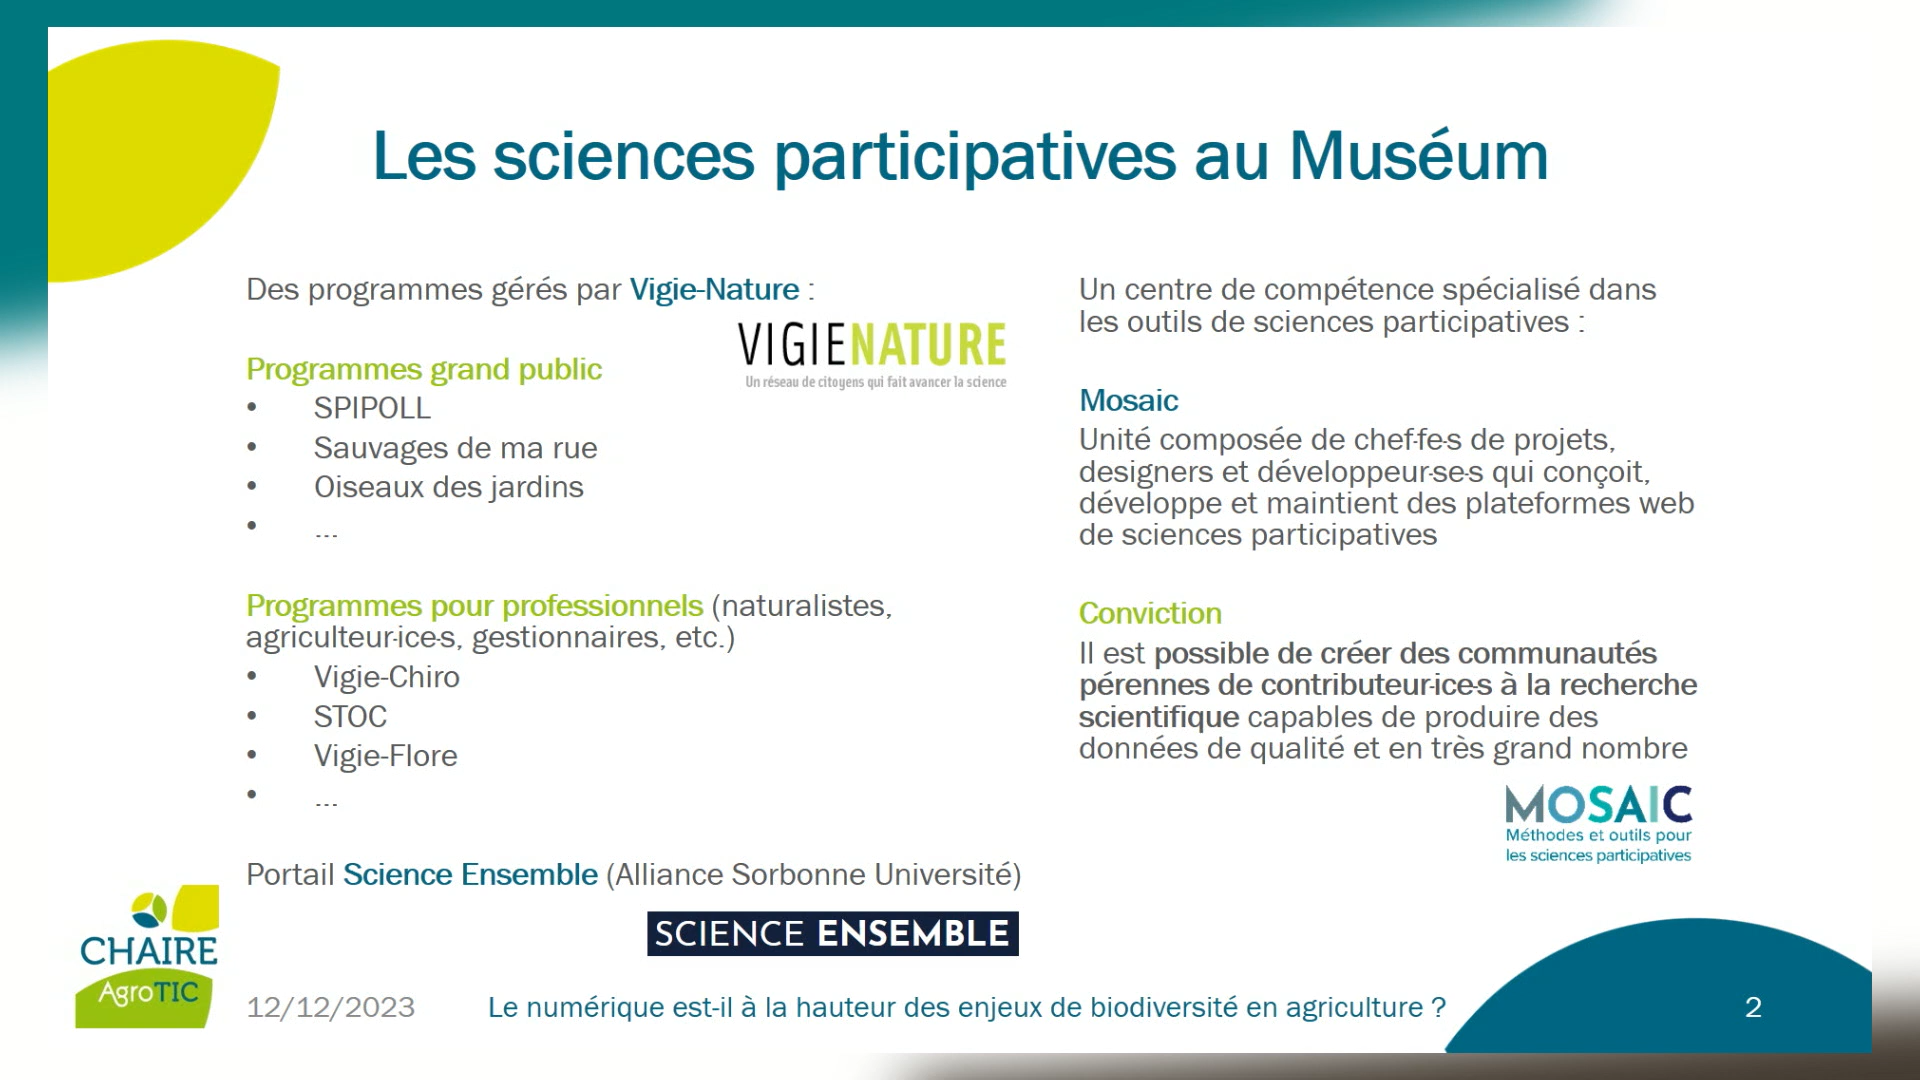 Les sciences participatives au Muséum
Des programmes gérés par Vigie-Nature :
VIGIENATURE
Un réseau de citoyens qui fait avancer la science
Programmes grand public
• SPIPOLL
• Sauvages de ma rue
• Oiseaux des jardins
• ...
Programmes pour professionnels (naturalistes,
agriculteur·ice·s, gestionnaires, etc.)
• Vigie-Chiro
• STOC
• Vigie-Flore
• ...
Portail Science Ensemble (Alliance Sorbonne Université)
SCIENCE ENSEMBLE
Un centre de compétence spécialisé dans
les outils de sciences participatives :
Mosaic
Unité composée de chef·fe·s de projets,
designers et développeur·se·s qui conçoit,
développe et maintient des plateformes web
de sciences participatives
Conviction
Il est possible de créer des communautés
pérennes de contributeur·ice·s à la recherche
scientifique capables de produire des
données de qualité et en très grand nombre
MOSAIC
Méthodes et outils pour
les sciences participatives
CHAIRE
AgroTIC
12/12/2023
Le numérique est-il à la hauteur des enjeux de biodiversité en agriculture ?
2